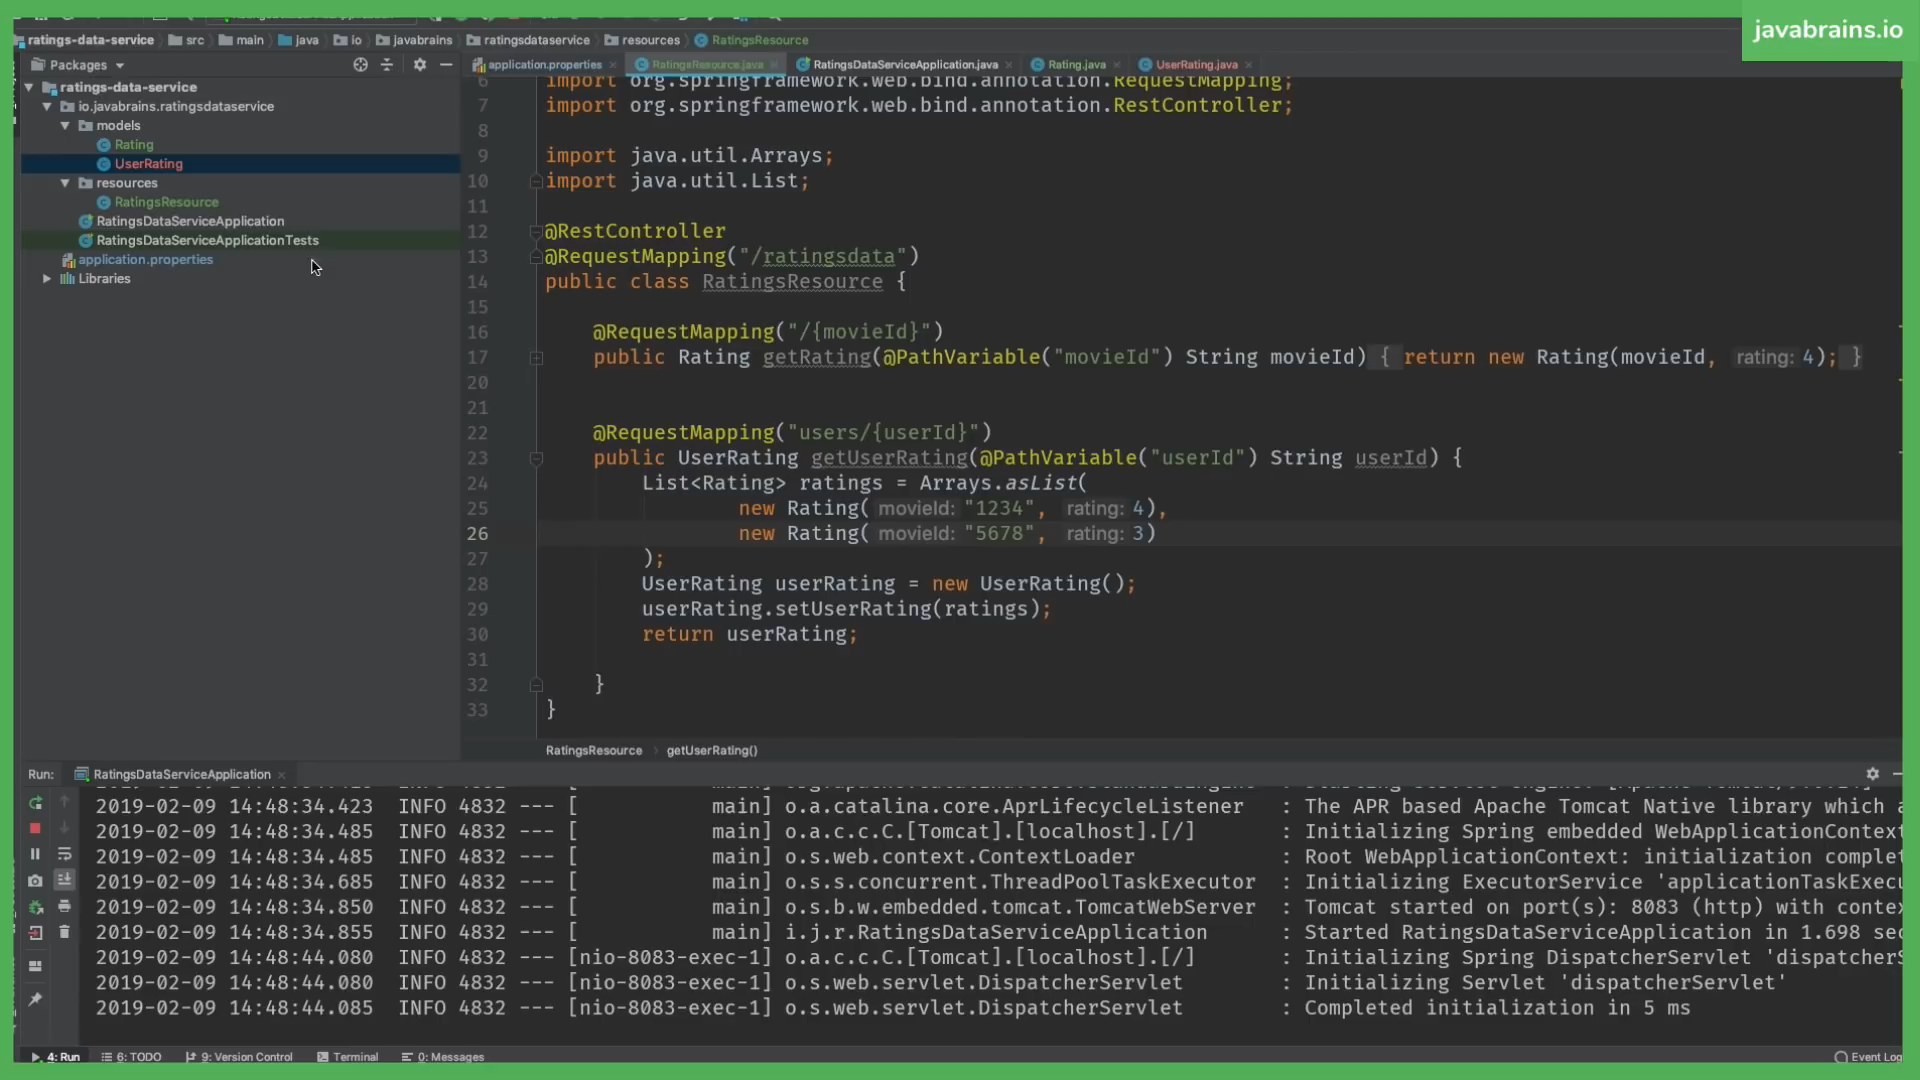 javabrains.io
ratings-data-service src main java io javabrains ratingsdataservice resources RatingsResource
Packages
application.properties RatingsResource.java RatingsDataServiceApplication.java Rating.java UserRating.java
ratings-data-service
io.javabrains.ratingsdataservice
models
Rating
UserRating
resources
RatingsResource
RatingsDataServiceApplication
RatingsDataServiceApplicationTests
application.properties
Libraries
6 import org.springframework.web.bind.annotation.RequestMapping;
7 import org.springframework.web.bind.annotation.RestController;
8
9 import java.util.Arrays;
10 import java.util.List;
11
12 @RestController
13 @RequestMapping("/ratingsdata")
14 public class RatingsResource {
15
16 @RequestMapping("/{movieId}")
17 public Rating getRating(@PathVariable("movieId") String movieId) { return new Rating(movieId, rating: 4); }
20
21
22 @RequestMapping("users/{userId}")
23 public UserRating getUserRating(@PathVariable("userId") String userId) {
24 List<Rating> ratings = Arrays.asList(
25 new Rating( movieId: "1234", rating: 4),
26 new Rating( movieId: "5678", rating: 3)
27 );
28 UserRating userRating = new UserRating();
29 userRating.setUserRating(ratings);
30 return userRating;
31
32 }
33 }
RatingsResource getUserRating()
Run: RatingsDataServiceApplication
2019-02-09 14:48:34.423 INFO 4832 --- [ main] o.a.catalina.core.AprLifecycleListener : The APR based Apache Tomcat Native library which
2019-02-09 14:48:34.485 INFO 4832 --- [ main] o.a.c.c.C.[Tomcat].[localhost].[/] : Initializing Spring embedded WebApplicationContext
2019-02-09 14:48:34.485 INFO 4832 --- [ main] o.s.web.context.ContextLoader : Root WebApplicationContext: initialization complet
2019-02-09 14:48:34.685 INFO 4832 --- [ main] o.s.s.concurrent.ThreadPoolTaskExecutor : Initializing ExecutorService 'applicationTaskExecu
2019-02-09 14:48:34.850 INFO 4832 --- [ main] o.s.b.w.embedded.tomcat.TomcatWebServer : Tomcat started on port(s): 8083 (http) with contex
2019-02-09 14:48:34.855 INFO 4832 --- [ main] i.j.r.RatingsDataServiceApplication : Started RatingsDataServiceApplication in 1.698 sec
2019-02-09 14:48:44.080 INFO 4832 --- [nio-8083-exec-1] o.a.c.c.C.[Tomcat].[localhost].[/] : Initializing Spring DispatcherServlet 'dispatcherS
2019-02-09 14:48:44.080 INFO 4832 --- [nio-8083-exec-1] o.s.web.servlet.DispatcherServlet : Initializing Servlet 'dispatcherServlet'
2019-02-09 14:48:44.085 INFO 4832 --- [nio-8083-exec-1] o.s.web.servlet.DispatcherServlet : Completed initialization in 5 ms
4: Run 6: TODO 9: Version Control Terminal 0: Messages Event Log